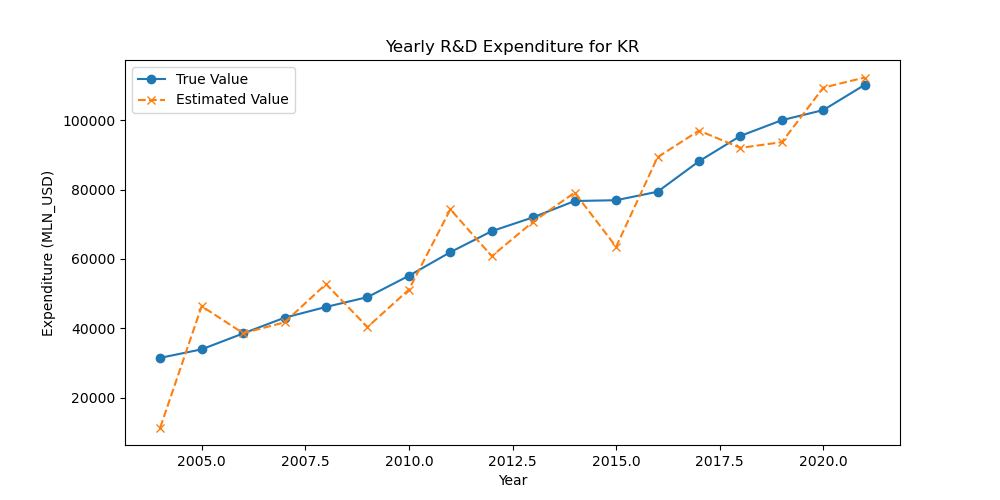 Yearly R&D Expenditure for KR
True Value
Estimated Value
Expenditure (MLN_USD)
100000
80000
60000
40000
20000
2005.0 2007.5 2010.0 2012.5 2015.0 2017.5 2020.0
Year